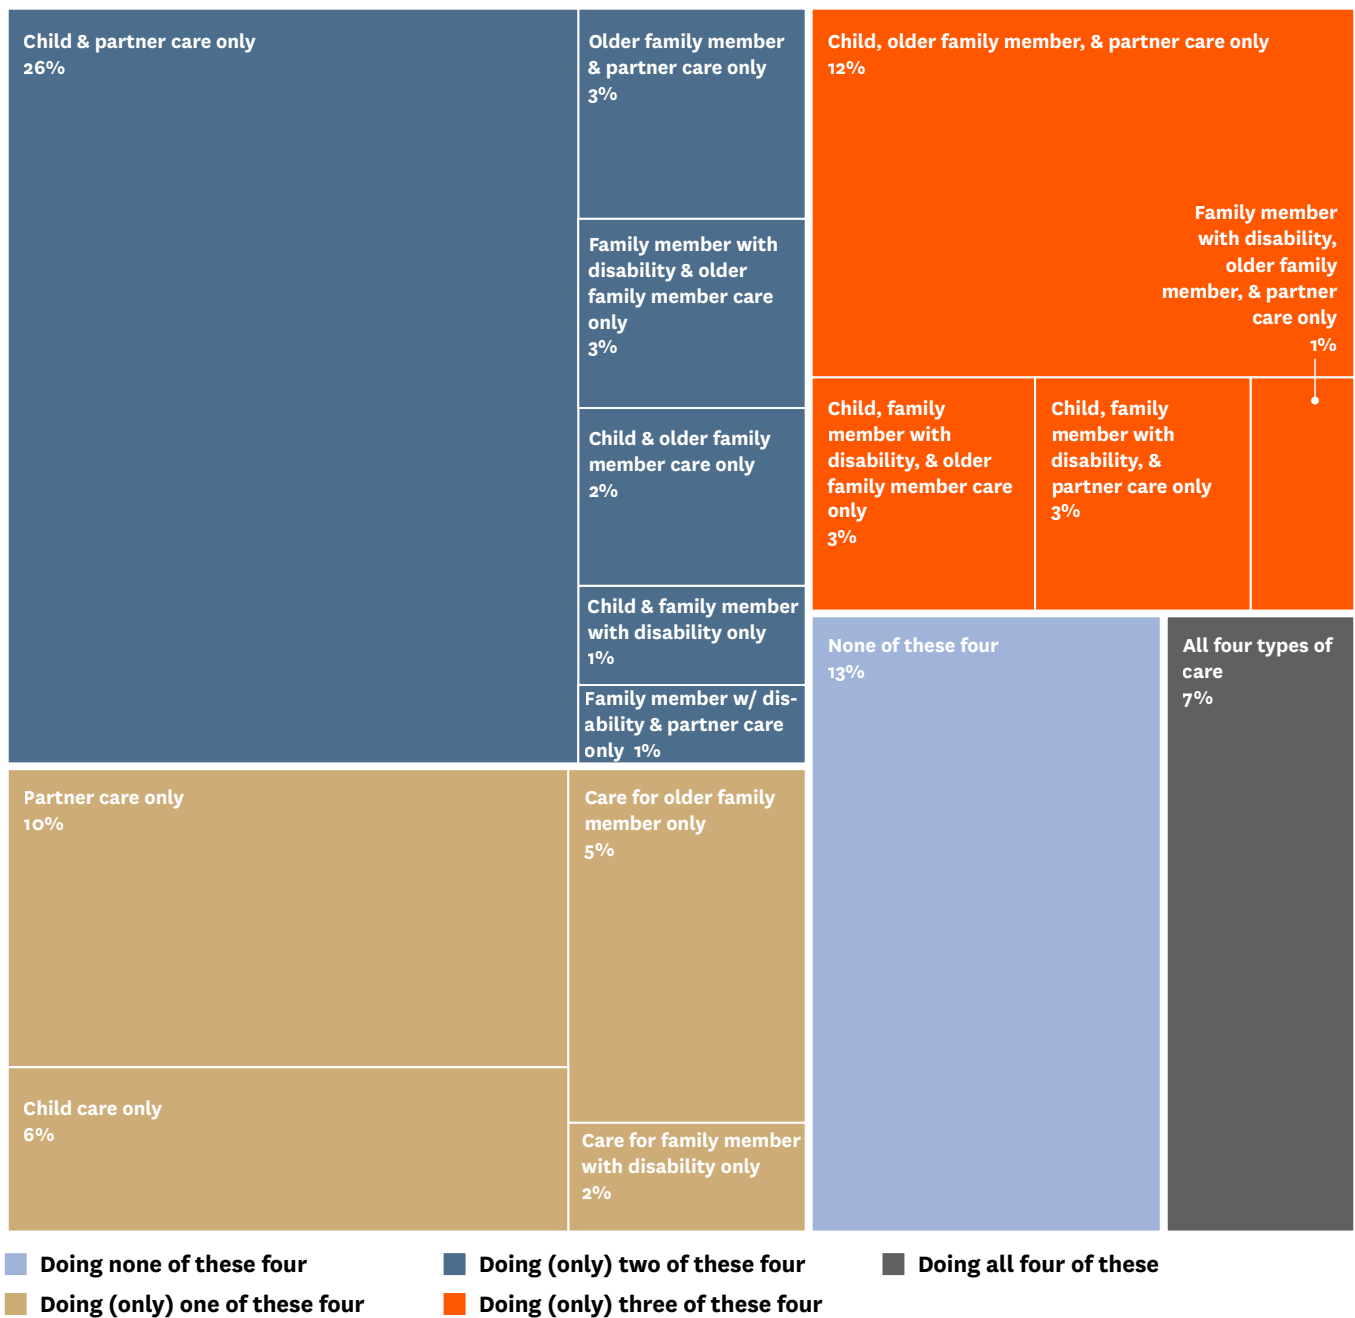 Child & partner care only
26%
Older family member
& partner care only
3%
Family member with
disability & older
family member care
only
3%
Child & older family
member care only
2%
Child & family member
with disability only
1%
Family member w/ dis-
ability & partner care
only 1%
Child, older family member, & partner care only
12%
Family member
with disability,
older family
member, & partner
care only
1%
Child, family
member with
disability, & older
family member care
only
3%
Child, family
member with
disability, &
partner care only
3%
Partner care only
10%
Care for older family
member only
5%
Child care only
6%
Care for family member
with disability only
2%
None of these four
13%
All four types of
care
7%
Doing none of these four
Doing (only) two of these four
Doing all four of these
Doing (only) one of these four
Doing (only) three of these four